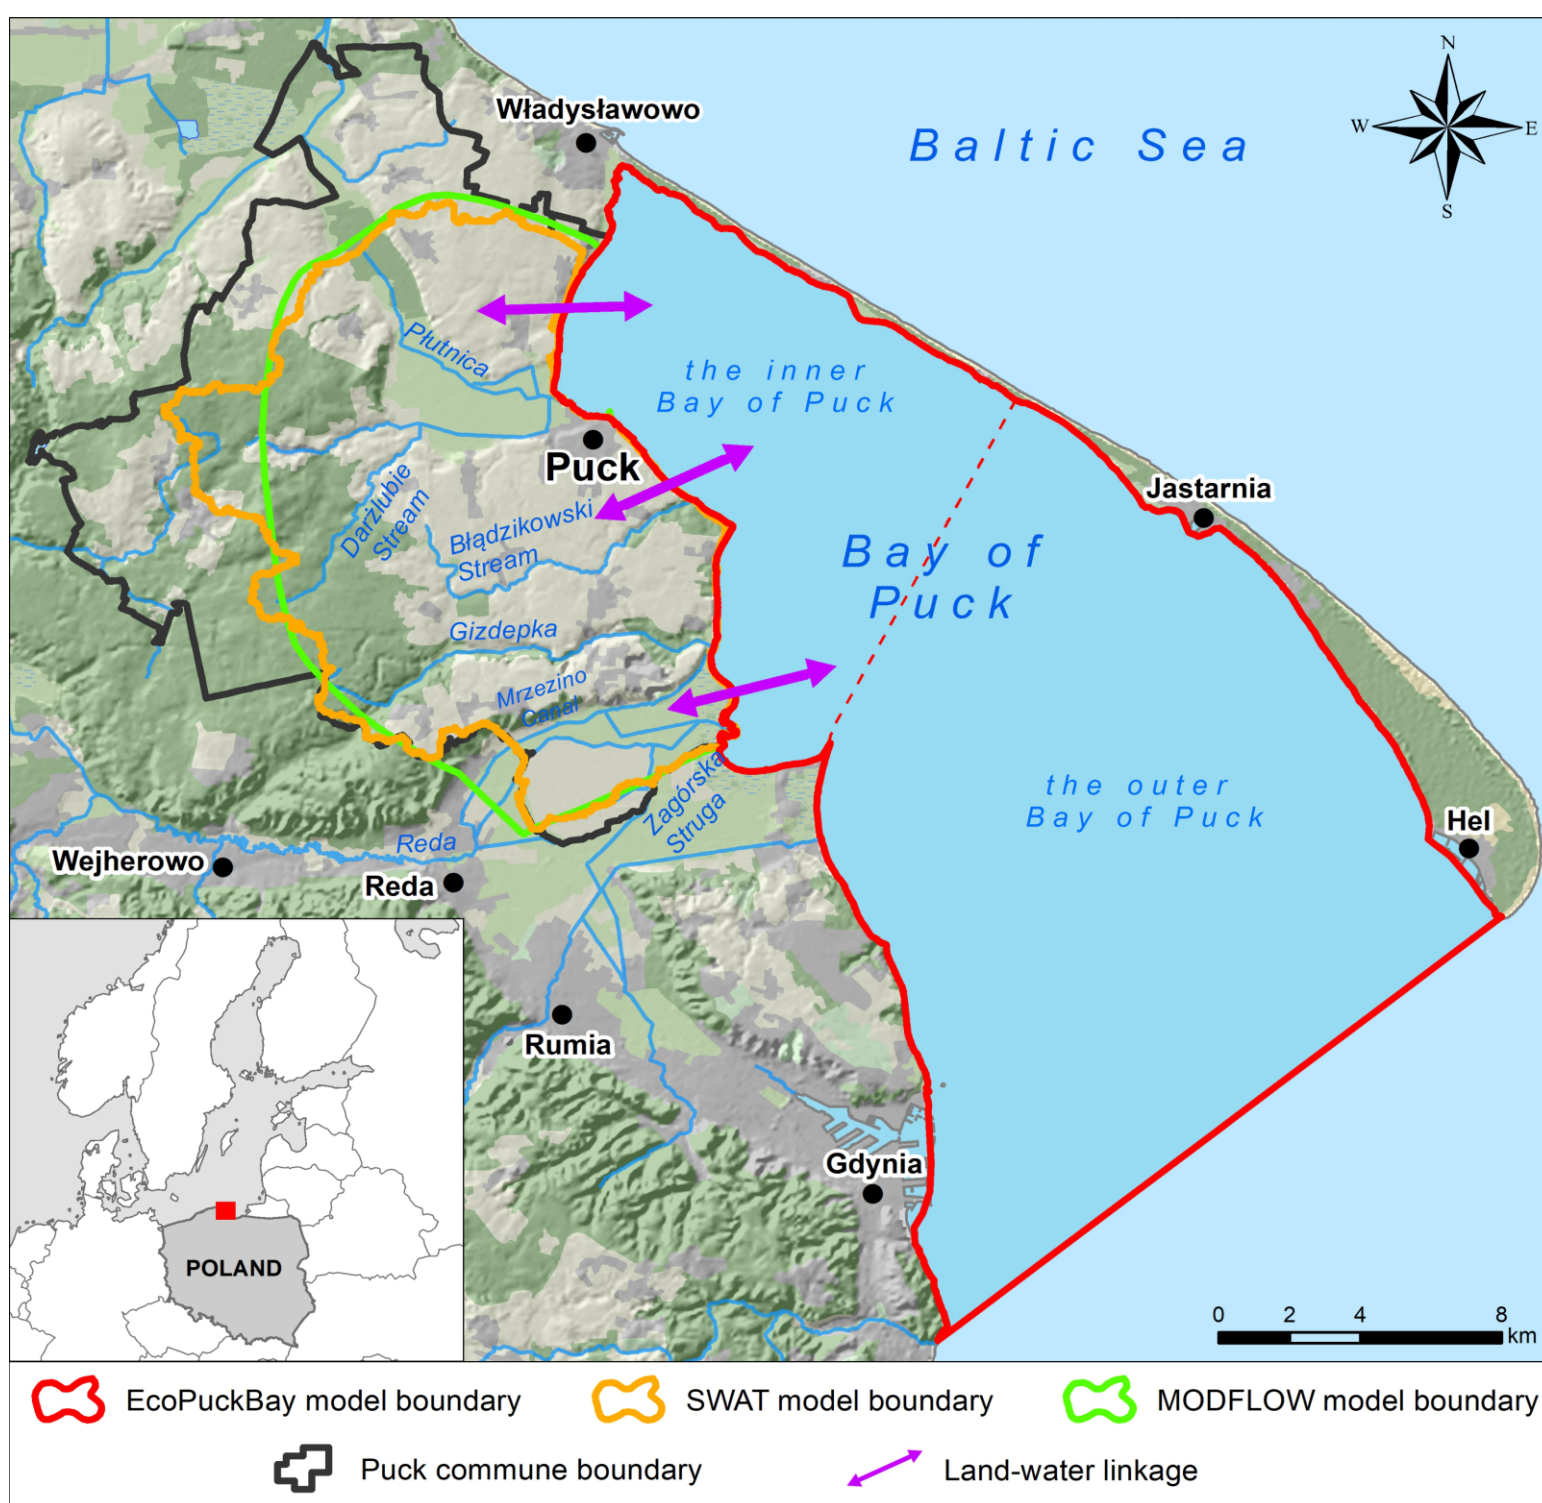 N
Władysławowo
Baltic Sea
W
E
S
Płutnica
the inner
Bay of Puck
Puck
Jastarnia
Darżlubie
Stream
Błądzikowski
Stream
Bay of
Puck
Gizdepka
Mrzezino
Canal
the outer
Bay of Puck
Zagórska
Struga
Hel
Reda
Wejherowo
Reda
Rumia
Gdynia
POLAND
0 2 4 8
km
EcoPuckBay model boundary
SWAT model boundary
MODFLOW model boundary
Puck commune boundary
Land-water linkage